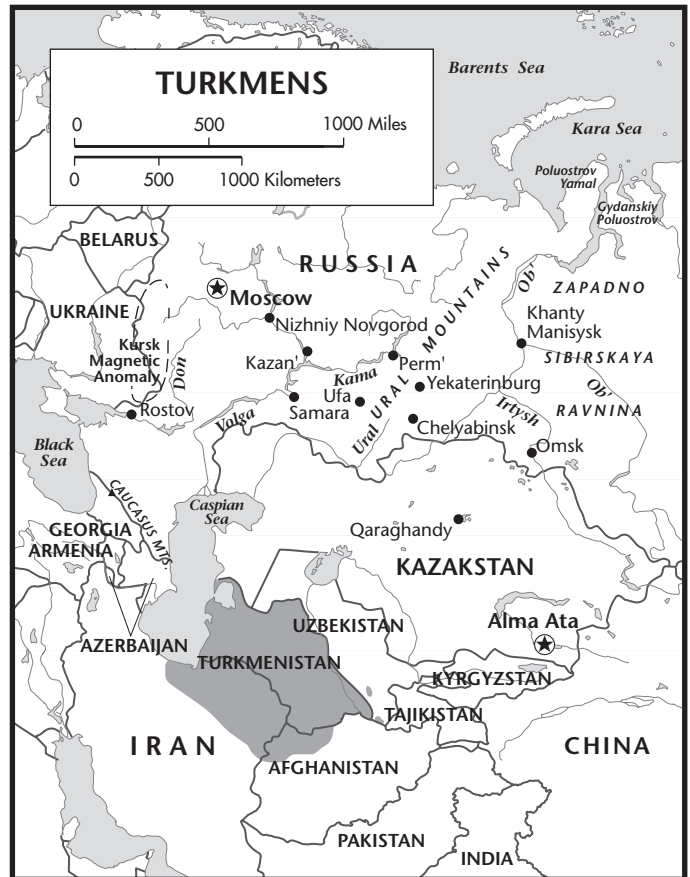 TURKMENS
0 500 1000 Miles
0 500 1000 Kilometers
Barents Sea
Kara Sea
Poluostrov
Yamal
Gydanskiy
Poluostrov
BELARUS
RUSSIA
URAL MOUNTAINS
Ob'
ZAPADNO
Moscow
UKRAINE
Khanty
Manisysk
Nizhniy Novgorod
Kursk
Magnetic
Anomaly
Don
Kazan'
Perm'
SIBIRSKAYA
Kama
Yekaterinburg
Ufa
Ob'
Rostov
Volga
Samara
Ural
Chelyabinsk
Irtysh
RAVNINA
Omsk
Black
Sea
CAUCASUS MTS.
Caspian
Sea
Qaraghandy
GEORGIA
ARMENIA
KAZAKSTAN
Alma Ata
UZBEKISTAN
AZERBAIJAN
TURKMENISTAN
KYRGYZSTAN
TAJIKISTAN
IRAN
CHINA
AFGHANISTAN
PAKISTAN
INDIA